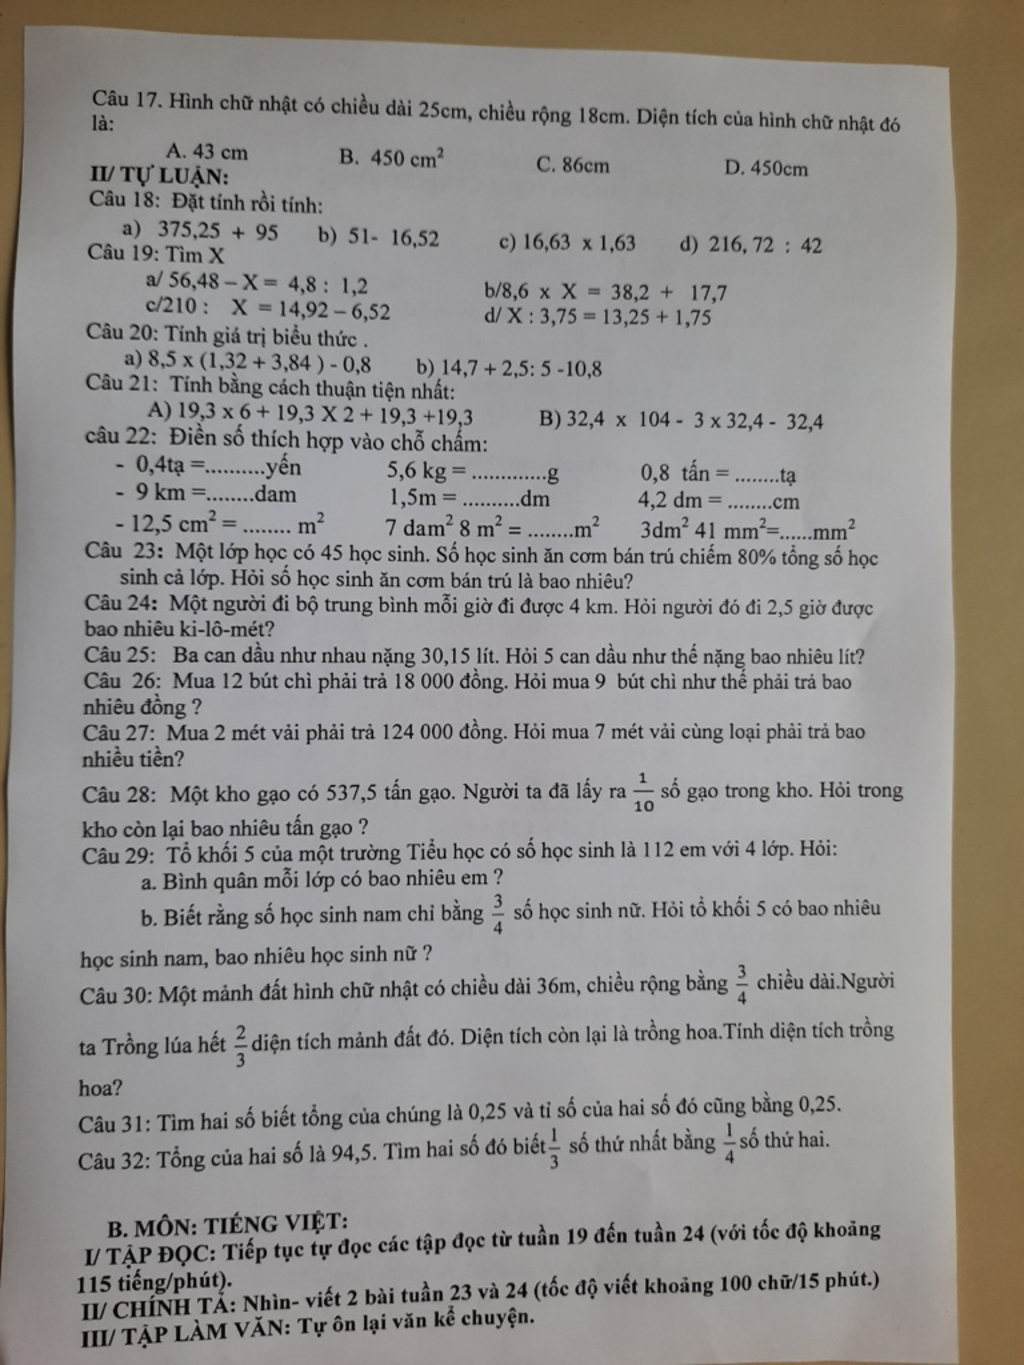 Câu 17. Hình chữ nhật có chiều dài 25cm, chiều rộng 18cm. Diện tích của hình chữ nhật đó
là:
A. 43 cm B. 450 cm² C. 86cm D. 450cm
II/ TỰ LUẬN:
Câu 18: Đặt tính rồi tính:
a) 375,25 + 95 b) 51- 16,52 c) 16,63 x 1,63 d) 216, 72 : 42
Câu 19: Tìm X
a/ 56,48 – X = 4,8 : 1,2 b/8,6 x X = 38,2 + 17,7
c/210 : X = 14,92 – 6,52 d/ X : 3,75 = 13,25 + 1,75
Câu 20: Tính giá trị biểu thức .
a) 8,5 x (1,32 + 3,84 ) - 0,8 b) 14,7 + 2,5: 5 -10,8
Câu 21: Tính bằng cách thuận tiện nhất:
A) 19,3 x 6 + 19,3 X 2 + 19,3 +19,3 B) 32,4 x 104 - 3 x 32,4 - 32,4
câu 22: Điền số thích hợp vào chỗ chấm:
- 0,4tạ =..........yến 5,6 kg = .............g 0,8 tấn = ........tạ
- 9 km =........dam 1,5m = ..........dm 4,2 dm = ........cm
- 12,5 cm² = ........ m² 7 dam² 8 m² = ........m² 3dm² 41 mm²=......mm²
Câu 23: Một lớp học có 45 học sinh. Số học sinh ăn cơm bán trú chiếm 80% tổng số học
sinh cả lớp. Hỏi số học sinh ăn cơm bán trú là bao nhiêu?
Câu 24: Một người đi bộ trung bình mỗi giờ đi được 4 km. Hỏi người đó đi 2,5 giờ được
bao nhiêu ki-lô-mét?
Câu 25: Ba can dầu như nhau nặng 30,15 lít. Hỏi 5 can dầu như thế nặng bao nhiêu lít?
Câu 26: Mua 12 bút chì phải trả 18 000 đồng. Hỏi mua 9 bút chì như thế phải trả bao
nhiêu đồng ?
Câu 27: Mua 2 mét vải phải trả 124 000 đồng. Hỏi mua 7 mét vải cùng loại phải trả bao
nhiều tiền?
Câu 28: Một kho gạo có 537,5 tấn gạo. Người ta đã lấy ra 1/10 số gạo trong kho. Hỏi trong
kho còn lại bao nhiêu tấn gạo ?
Câu 29: Tổ khối 5 của một trường Tiểu học có số học sinh là 112 em với 4 lớp. Hỏi:
a. Bình quân mỗi lớp có bao nhiêu em ?
b. Biết rằng số học sinh nam chỉ bằng 3/4 số học sinh nữ. Hỏi tổ khối 5 có bao nhiêu
học sinh nam, bao nhiêu học sinh nữ ?
Câu 30: Một mảnh đất hình chữ nhật có chiều dài 36m, chiều rộng bằng 3/4 chiều dài.Người
ta Trồng lúa hết 2/3 diện tích mảnh đất đó. Diện tích còn lại là trồng hoa.Tính diện tích trồng
hoa?
Câu 31: Tìm hai số biết tổng của chúng là 0,25 và tỉ số của hai số đó cũng bằng 0,25.
Câu 32: Tổng của hai số là 94,5. Tìm hai số đó biết 1/3 số thứ nhất bằng 1/4 số thứ hai.
B. MÔN: TIẾNG VIỆT:
I/ TẬP ĐỌC: Tiếp tục tự đọc các tập đọc từ tuần 19 đến tuần 24 (với tốc độ khoảng
115 tiếng/phút).
II/ CHÍNH TẢ: Nhìn- viết 2 bài tuần 23 và 24 (tốc độ viết khoảng 100 chữ/15 phút.)
III/ TẬP LÀM VĂN: Tự ôn lại văn kể chuyện.